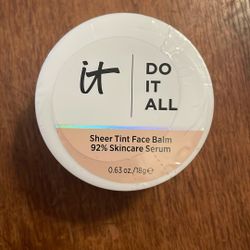 it
DO
IT
ALL
Sheer Tint Face Balm
92% Skincare Serum
0.63 oz./18g e